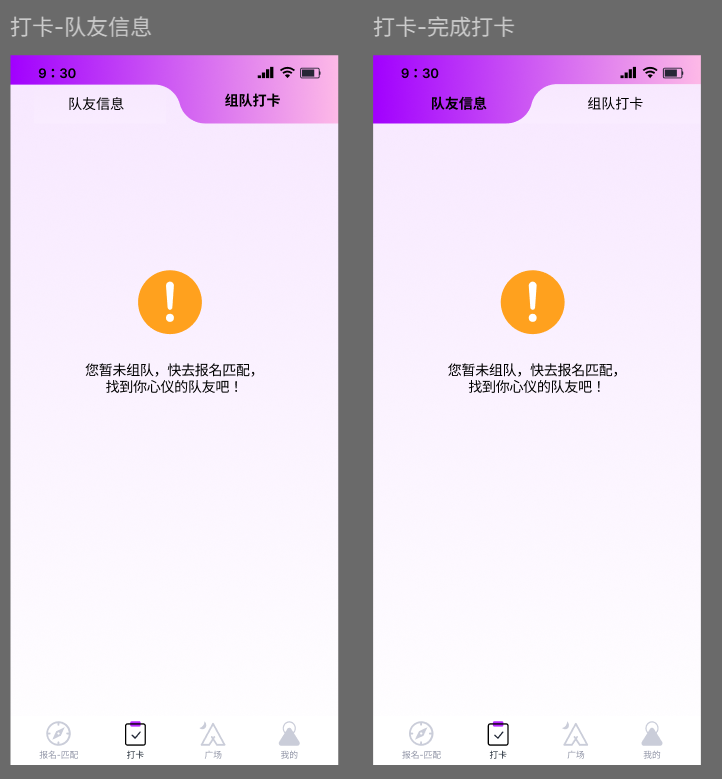 打卡-队友信息
9：30
队友信息
组队打卡
您暂未组队，快去报名匹配，
找到你心仪的队友吧！
报名-匹配
打卡
广场
我的
打卡-完成打卡
9：30
队友信息
组队打卡
您暂未组队，快去报名匹配，
找到你心仪的队友吧！
报名-匹配
打卡
广场
我的